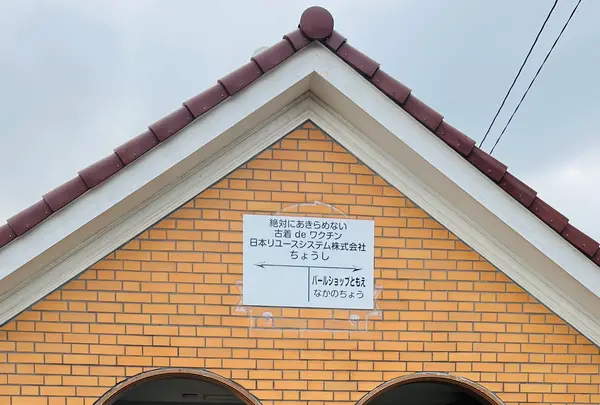 絶対にあきらめない
古着 de ワクチン
日本リユースシステム株式会社
ちょうし
パールショップともえ
なかのちょう